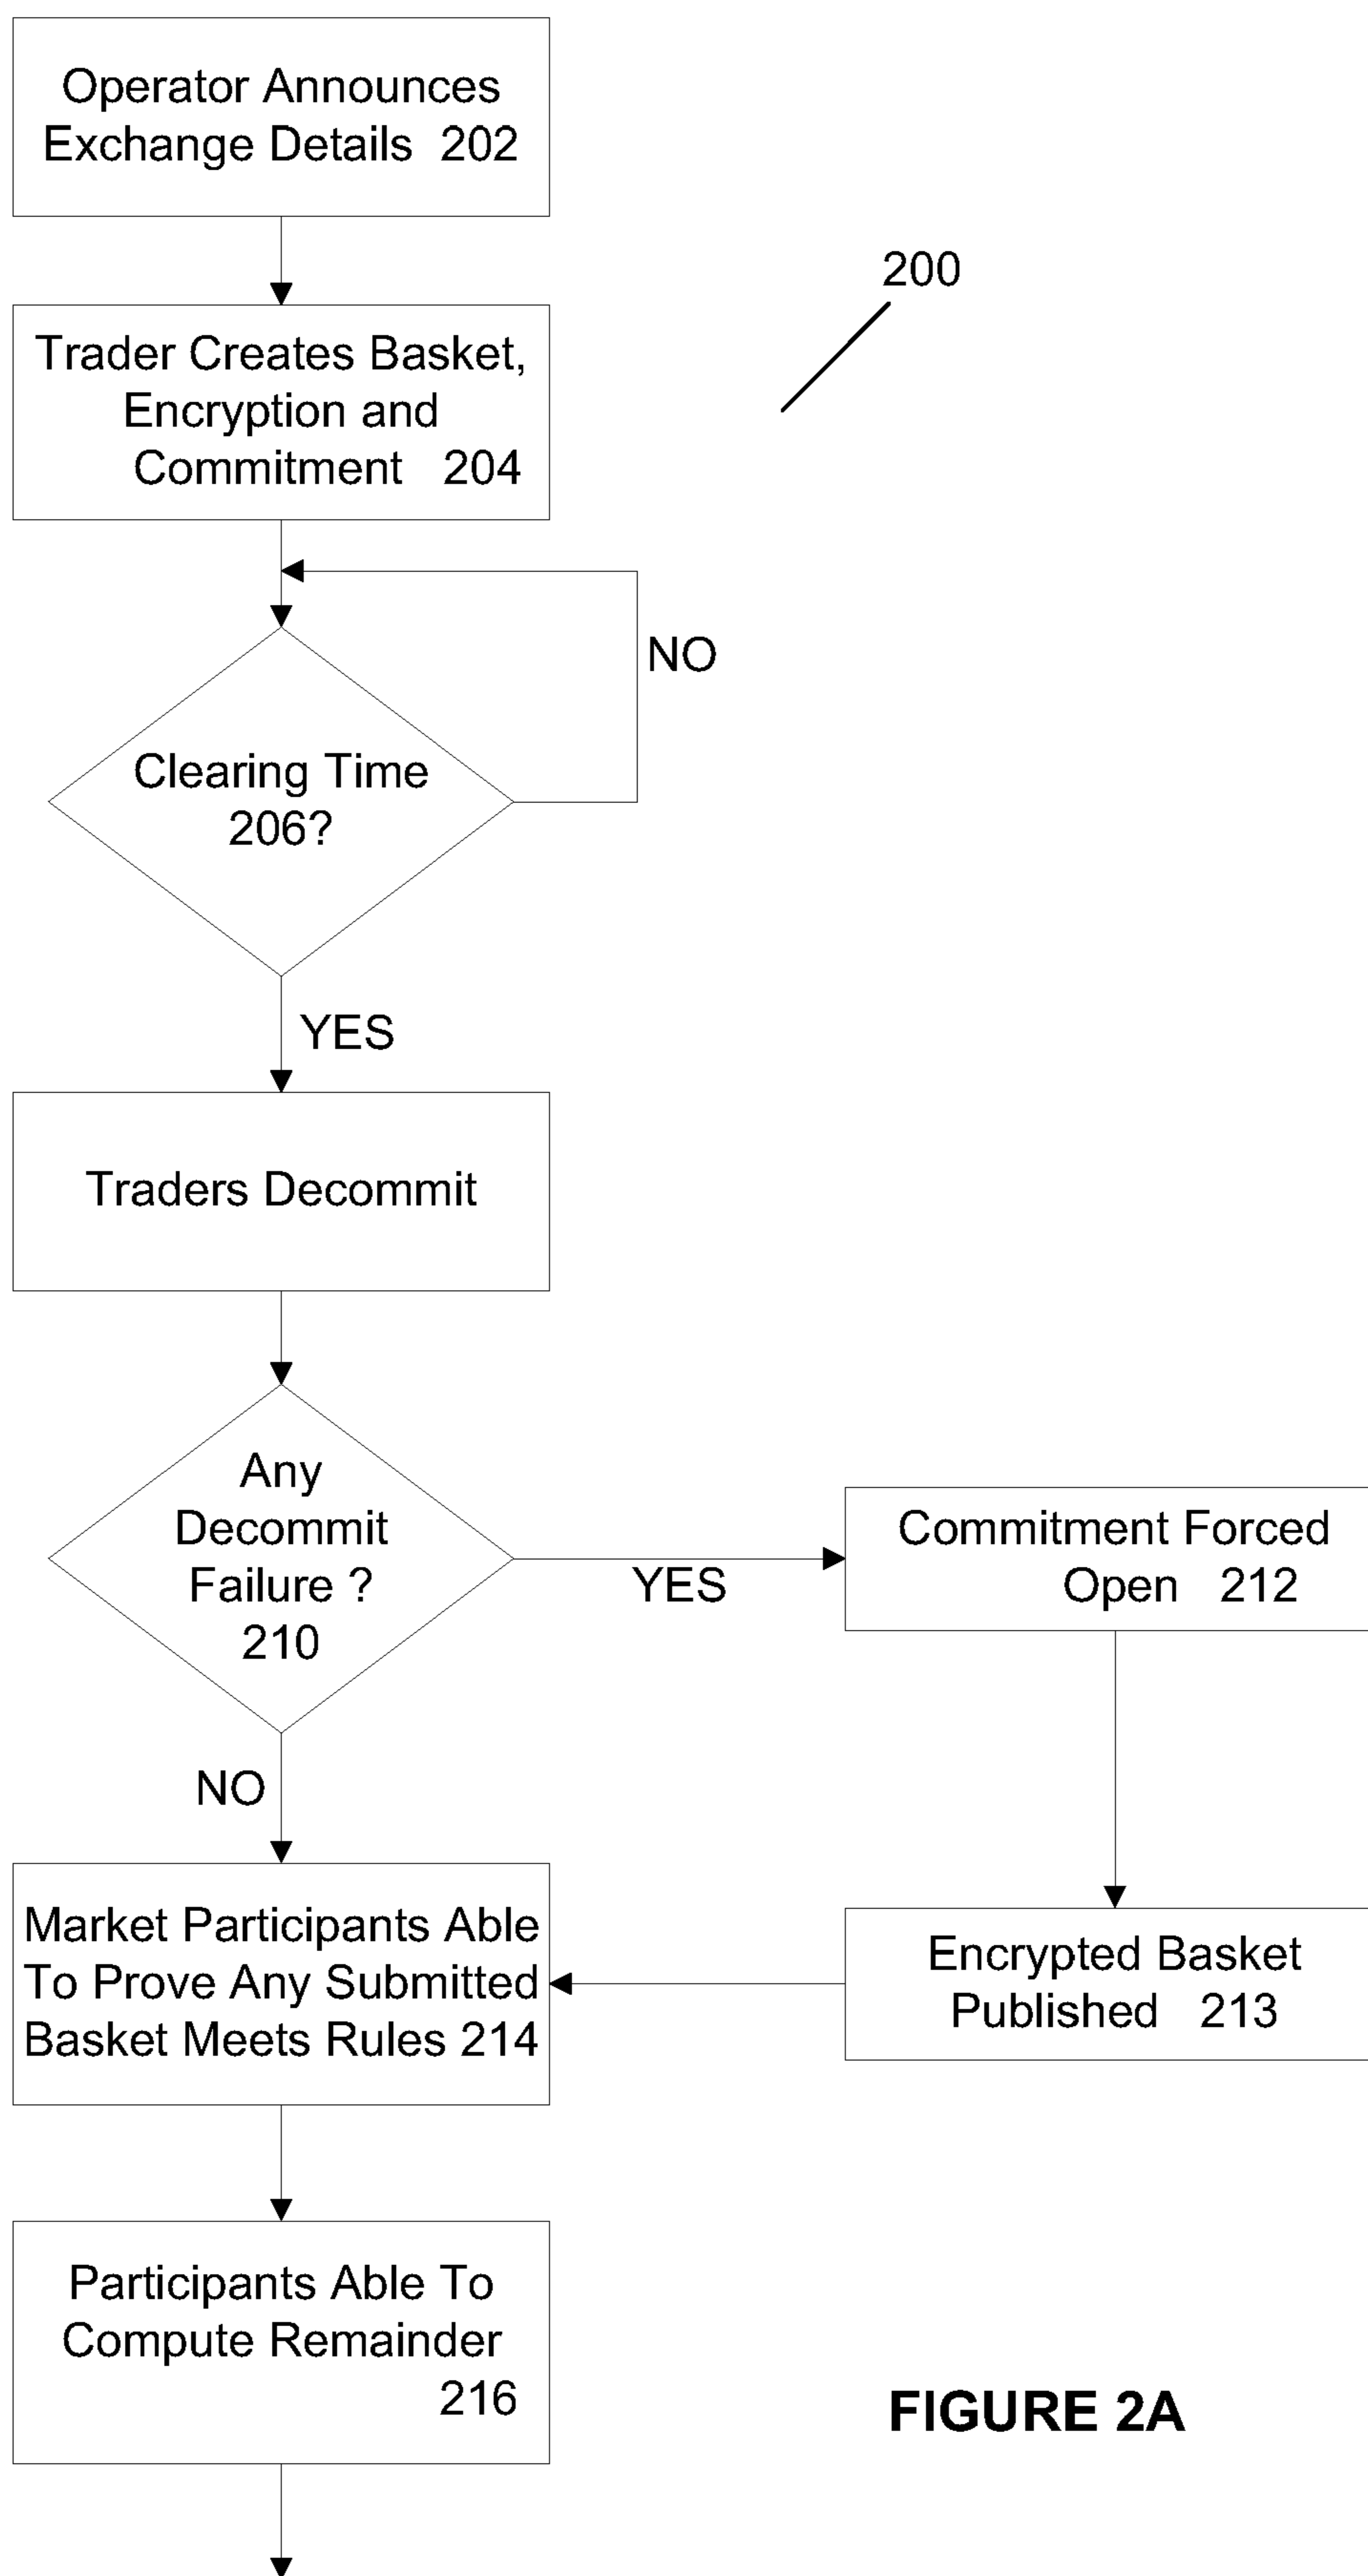 Operator Announces
Exchange Details 202
200
Trader Creates Basket,
Encryption and
Commitment 204
NO
Clearing Time
206?
YES
Traders Decommit
Any
Decommit
Failure ?
210
YES
Commitment Forced
Open 212
NO
Market Participants Able
To Prove Any Submitted
Basket Meets Rules 214
Encrypted Basket
Published 213
Participants Able To
Compute Remainder
216
FIGURE 2A